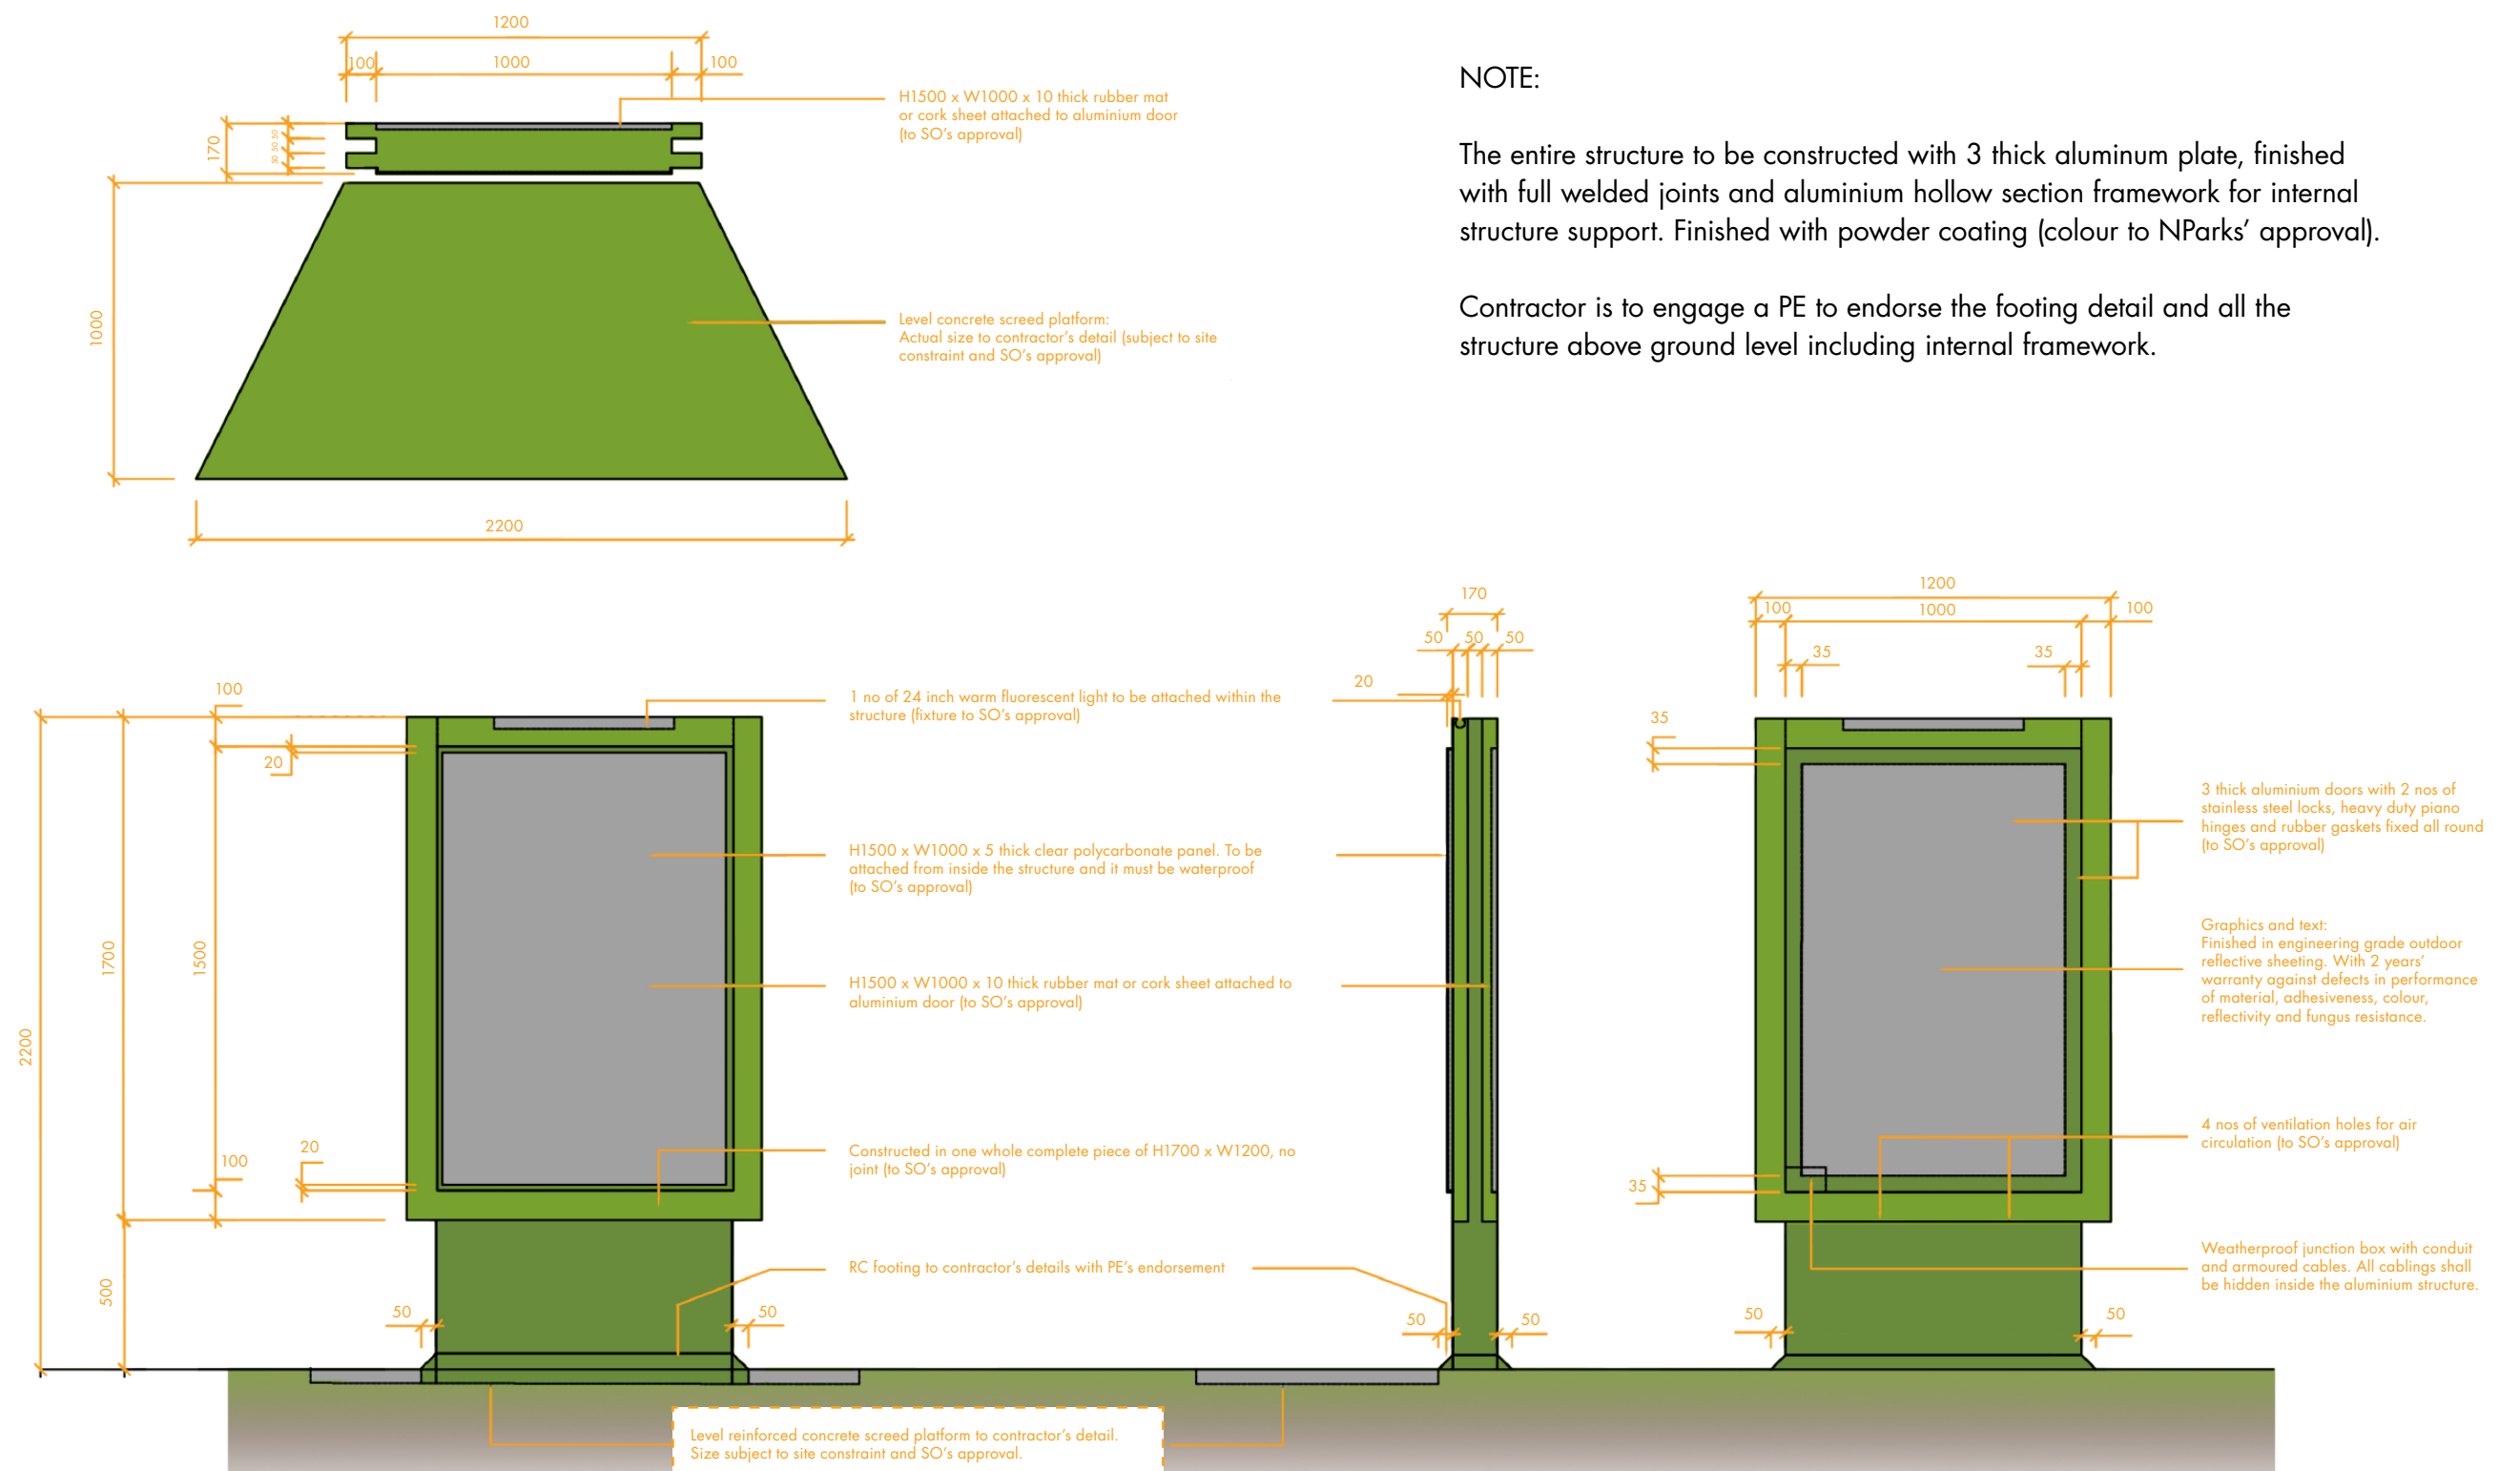 1200
100
1000
100
H1500 x W1000 x 10 thick rubber mat
or cork sheet attached to aluminium door
(to SO's approval)
170
50 50 50
1000
Level concrete screed platform:
Actual size to contractor's detail (subject to site
constraint and SO's approval)
2200
NOTE:
The entire structure to be constructed with 3 thick aluminum plate, finished
with full welded joints and aluminium hollow section framework for internal
structure support. Finished with powder coating (colour to NParks' approval).
Contractor is to engage a PE to endorse the footing detail and all the
structure above ground level including internal framework.
100
20
2200
1700
1500
100
20
500
50
50
1 no of 24 inch warm fluorescent light to be attached within the
structure (fixture to SO's approval)
H1500 x W1000 x 5 thick clear polycarbonate panel. To be
attached from inside the structure and it must be waterproof
(to SO's approval)
H1500 x W1000 x 10 thick rubber mat or cork sheet attached to
aluminium door (to SO's approval)
Constructed in one whole complete piece of H1700 x W1200, no
joint (to SO's approval)
RC footing to contractor's details with PE's endorsement
Level reinforced concrete screed platform to contractor's detail.
Size subject to site constraint and SO's approval.
170
50
50
50
20
50
50
1200
100
1000
100
35
35
35
35
50
50
3 thick aluminium doors with 2 nos of
stainless steel locks, heavy duty piano
hinges and rubber gaskets fixed all round
(to SO's approval)
Graphics and text:
Finished in engineering grade outdoor
reflective sheeting. With 2 years'
warranty against defects in performance
of material, adhesiveness, colour,
reflectivity and fungus resistance.
4 nos of ventilation holes for air
circulation (to SO's approval)
Weatherproof junction box with conduit
and armoured cables. All cablings shall
be hidden inside the aluminium structure.